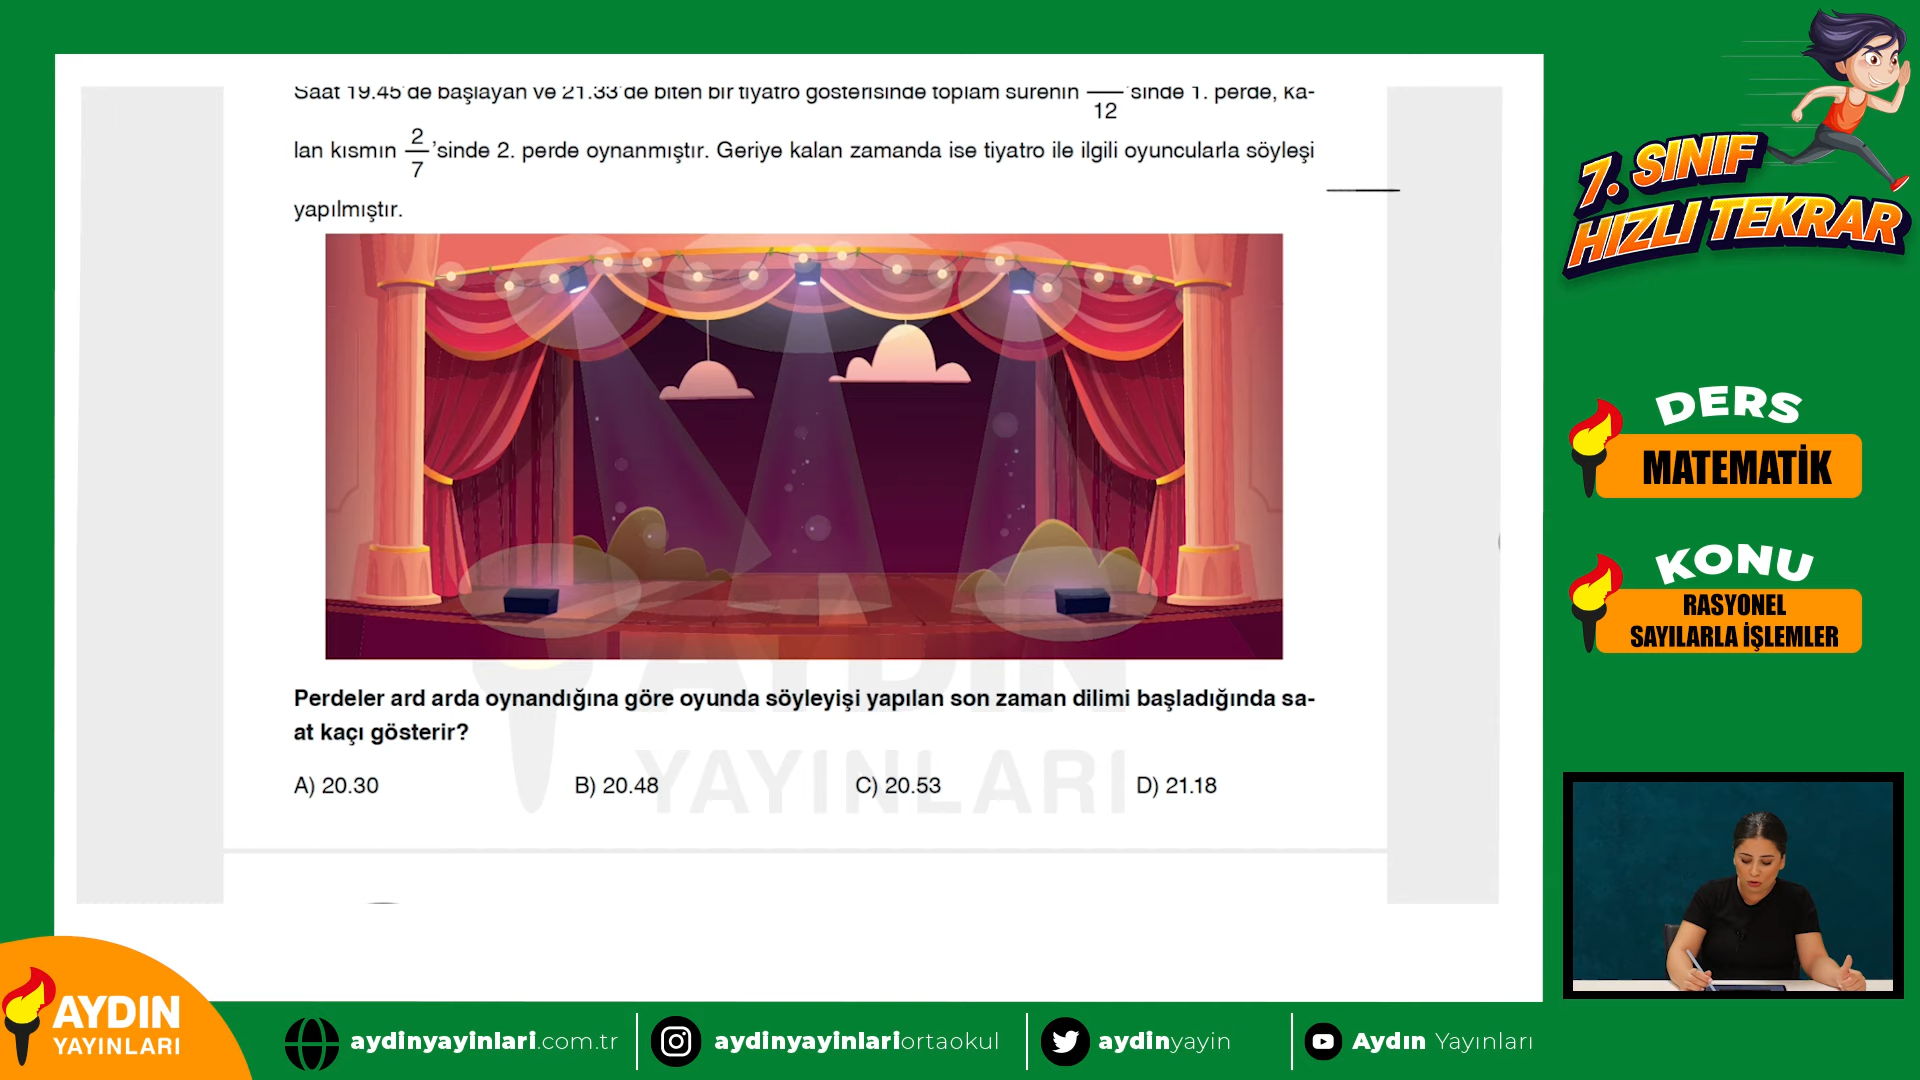 Saat 19.45'de başlayan ve 21.33'de biten bir tiyatro gösterisinde toplam sürenin 12 'sinde 1. perde, ka-
lan kısmın 2/7 'sinde 2. perde oynanmıştır. Geriye kalan zamanda ise tiyatro ile ilgili oyuncularla söyleşi
yapılmıştır.
Perdeler ard arda oynandığına göre oyunda söyleyişi yapılan son zaman dilimi başladığında sa-
at kaçı gösterir?
A) 20.30 B) 20.48 C) 20.53 D) 21.18
AYDIN
YAYINLARI
7. SINIF
HIZLI TEKRAR
DERS
MATEMATİK
KONU
RASYONEL
SAYILARLA İŞLEMLER
AYDIN
YAYINLARI
aydinyayinlari.com.tr
aydinyayinlariortaokul
aydinyayin
Aydın Yayınları